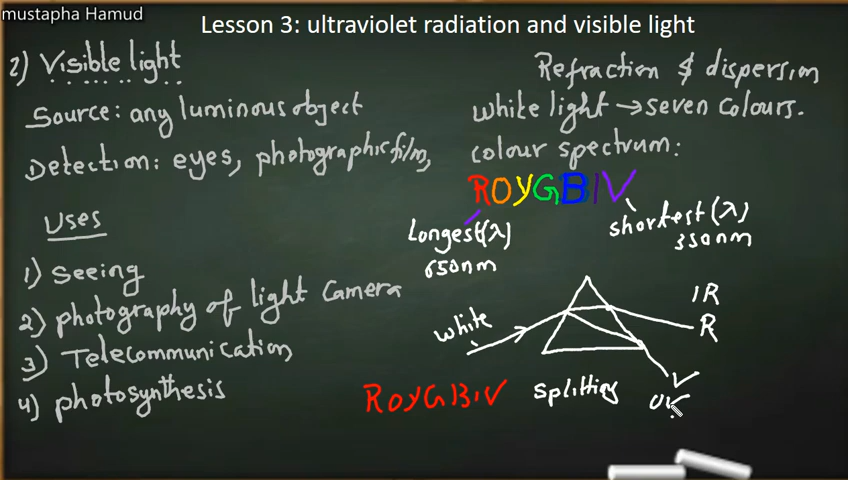 mustapha Hamud
Lesson 3: ultraviolet radiation and visible light
2) Visible light
Source: any luminous object
Detection: eyes, photographic film,
Uses
1) Seeing
2) photography of light Camera
3) Telecommunication
4) photosynthesis
Refraction & dispersion
white light → seven colours.
colour spectrum:
ROYGBIV
Longest (λ)
650nm
shortest (λ)
350nm
white
IR
R
V
UV
Splitting
ROYGBIV